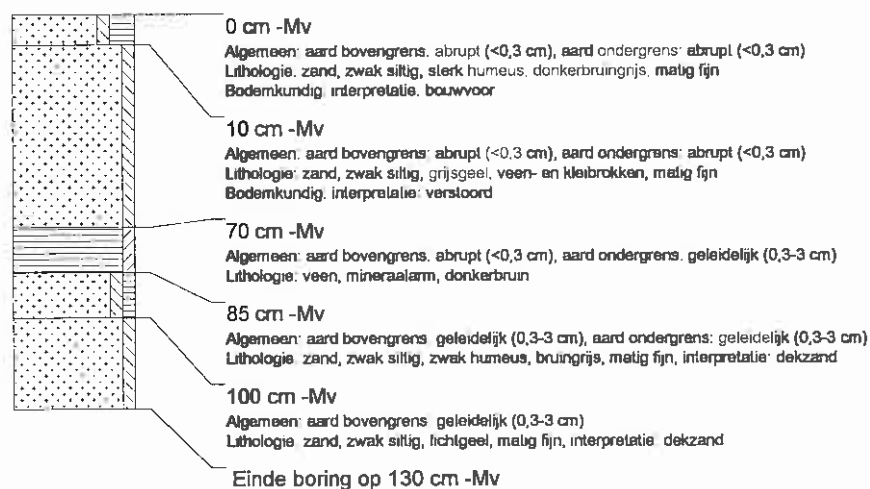 0 cm -Mv
Algemeen: aard bovengrens: abrupt (<0,3 cm), aard ondergrens: abrupt (<0,3 cm)
Lithologie: zand, zwak siltig, sterk humeus, donkerbruingrijs, matig fijn
Bodemkundig: interpretatie: bouwvoor
10 cm -Mv
Algemeen: aard bovengrens: abrupt (<0,3 cm), aard ondergrens: abrupt (<0,3 cm)
Lithologie: zand, zwak siltig, grijsgeel, veen- en kleibrokken, matig fijn
Bodemkundig: interpretatie: verstoord
70 cm -Mv
Algemeen: aard bovengrens: abrupt (<0,3 cm), aard ondergrens: geleidelijk (0,3-3 cm)
Lithologie: veen, mineraalarm, donkerbruin
85 cm -Mv
Algemeen: aard bovengrens: geleidelijk (0,3-3 cm), aard ondergrens: geleidelijk (0,3-3 cm)
Lithologie: zand, zwak siltig, zwak humeus, bruingrijs, matig fijn, interpretatie: dekzand
100 cm -Mv
Algemeen: aard bovengrens: geleidelijk (0,3-3 cm)
Lithologie: zand, zwak siltig, lichtgeel, matig fijn, interpretatie: dekzand
Einde boring op 130 cm -Mv